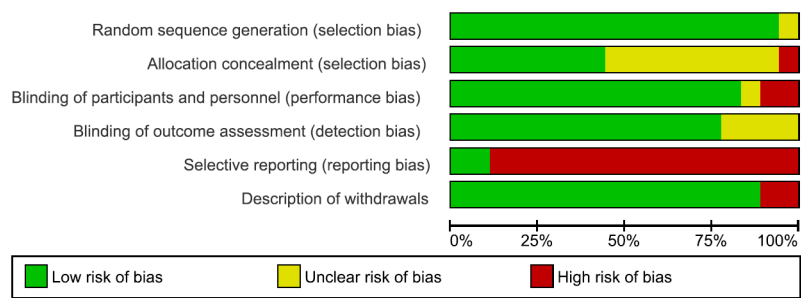 Random sequence generation (selection bias)
Allocation concealment (selection bias)
Blinding of participants and personnel (performance bias)
Blinding of outcome assessment (detection bias)
Selective reporting (reporting bias)
Description of withdrawals
0% 25% 50% 75% 100%
Low risk of bias Unclear risk of bias High risk of bias